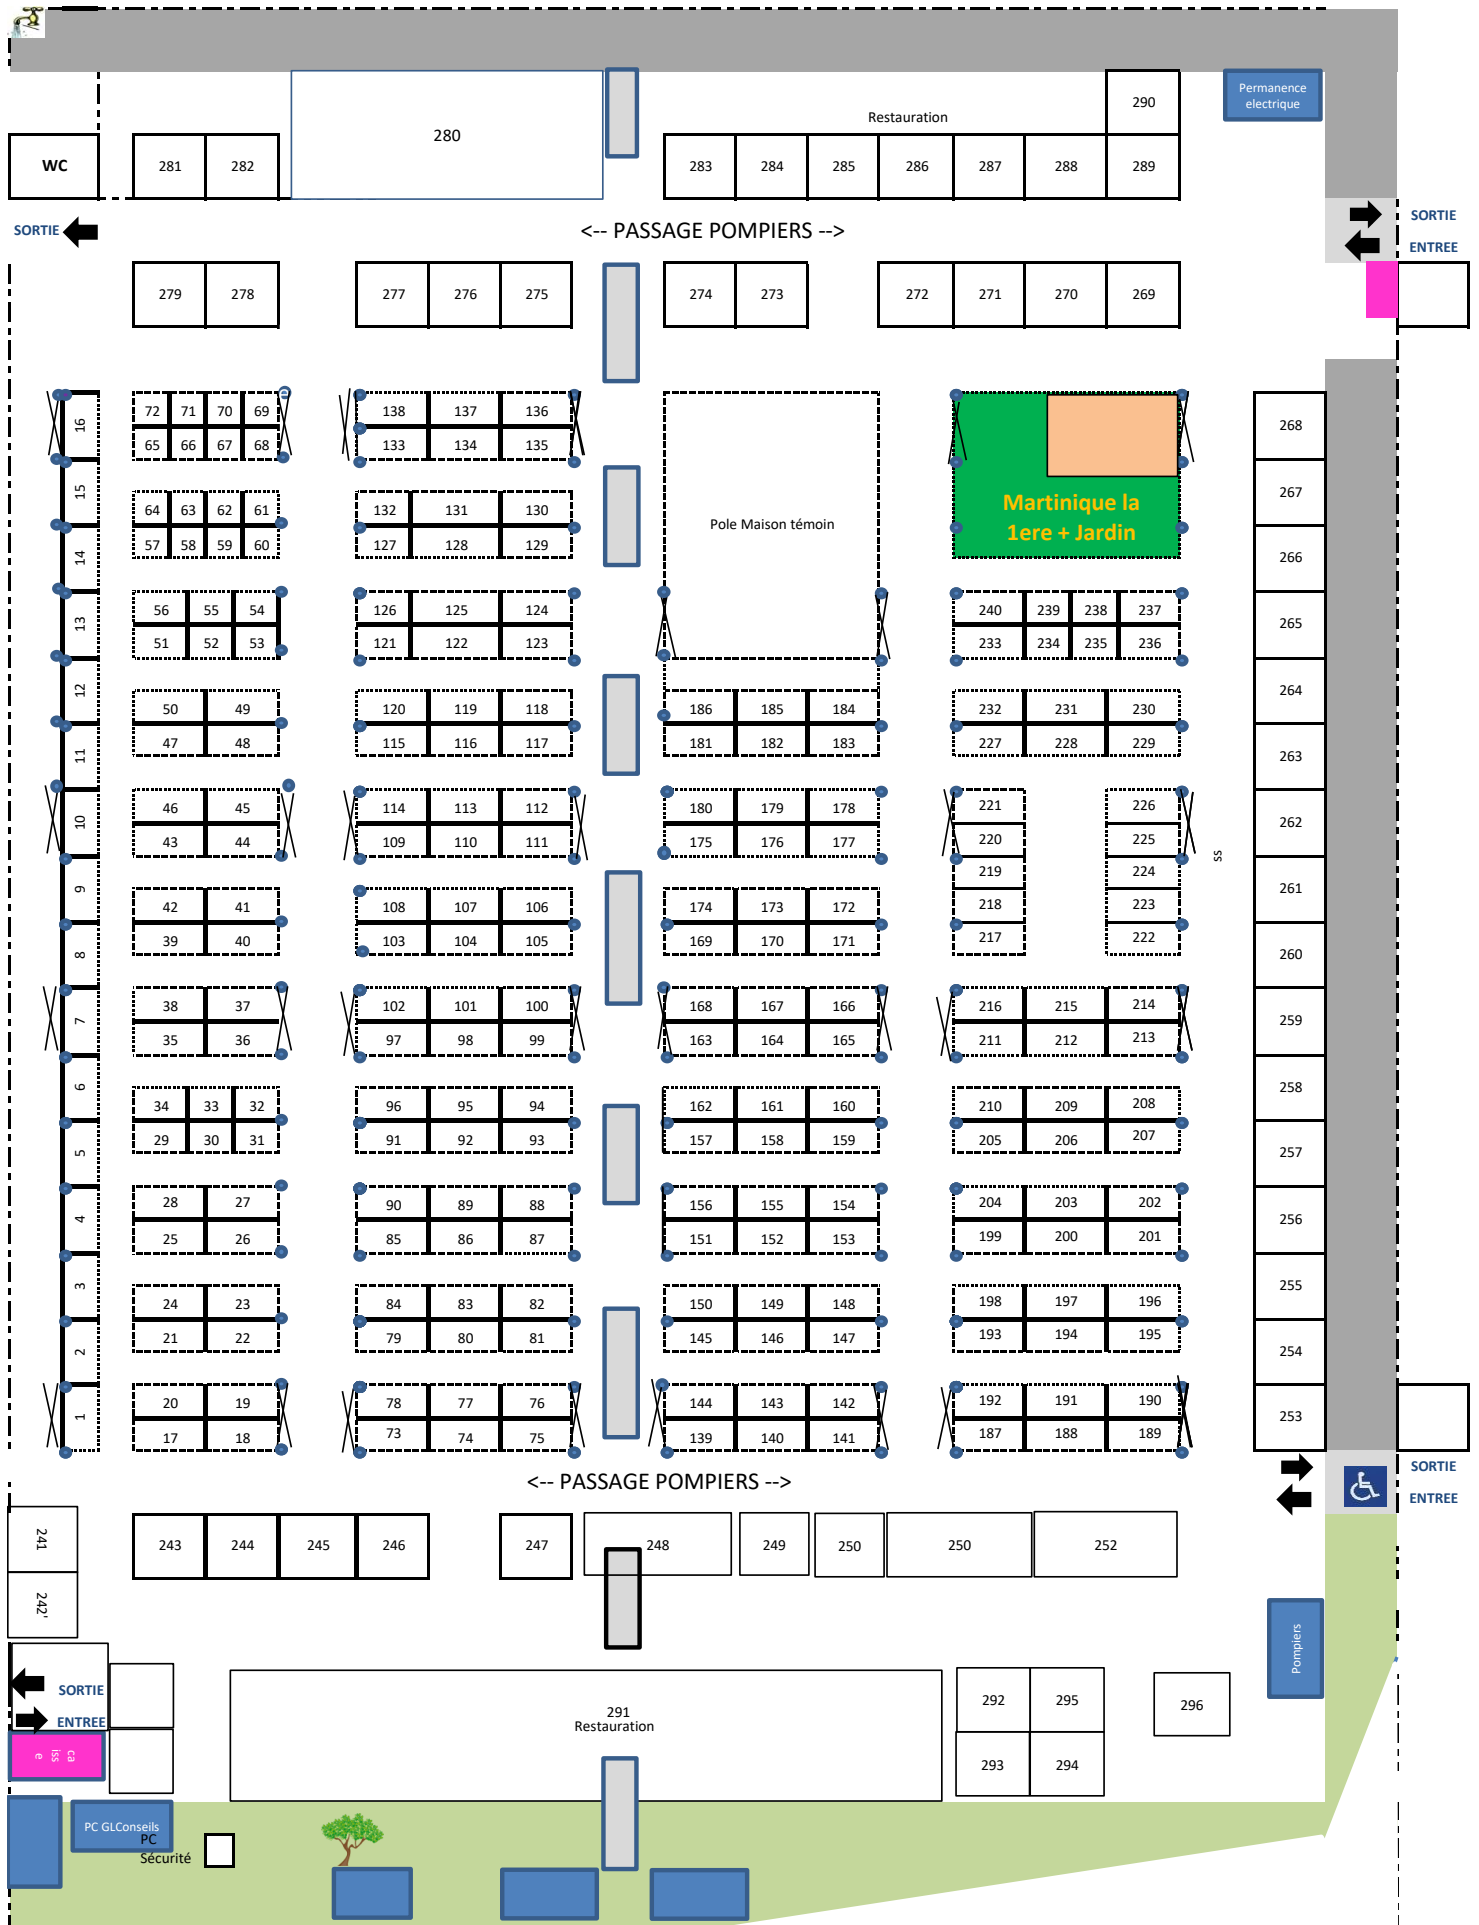 Permanence
electrique
290
Restauration
280
WC
281 282
283 284 285 286 287 288 289
SORTIE
<-- PASSAGE POMPIERS -->
SORTIE
ENTREE
279 278 277 276 275 274 273 272 271 270 269
16 72 71 70 69 138 137 136 268
65 66 67 68 133 134 135
15 64 63 62 61 132 131 130 267
Martinique la
1ere + Jardin
Pole Maison témoin
14 57 58 59 60 127 128 129 266
13 56 55 54 126 125 124 240 239 238 237 265
51 52 53 121 122 123 233 234 235 236
12 50 49 120 119 118 186 185 184 232 231 230 264
11 47 48 115 116 117 181 182 183 227 228 229 263
10 46 45 114 113 112 180 179 178 221 226 262
43 44 109 110 111 175 176 177 220 225
ss
9 219 224 261
42 41 108 107 106 174 173 172 218 223
8 39 40 103 104 105 169 170 171 217 222 260
7 38 37 102 101 100 168 167 166 216 215 214 259
35 36 97 98 99 163 164 165 211 212 213
6 34 33 32 96 95 94 162 161 160 210 209 208 258
5 29 30 31 91 92 93 157 158 159 205 206 207 257
4 28 27 90 89 88 156 155 154 204 203 202 256
25 26 85 86 87 151 152 153 199 200 201
3 24 23 84 83 82 150 149 148 198 197 196 255
2 21 22 79 80 81 145 146 147 193 194 195 254
1 20 19 78 77 76 144 143 142 192 191 190 253
17 18 73 74 75 139 140 141 187 188 189
<-- PASSAGE POMPIERS -->
SORTIE
ENTREE
241 243 244 245 246 247 248 249 250 250 252
242'
Pompiers
SORTIE
ENTREE
291
Restauration
292 295
296
293 294
ca
iss
e
PC GLConseils
PC
Sécurité